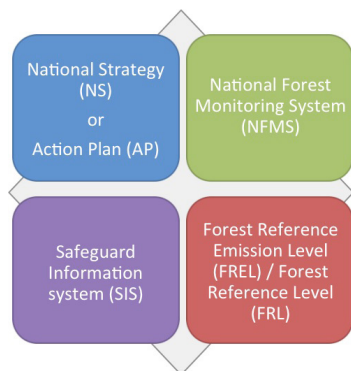 National Strategy
(NS)
or
Action Plan (AP)
National Forest
Monitoring System
(NFMS)
Safeguard
Information
system (SIS)
Forest Reference
Emission Level
(FREL) / Forest
Reference Level
(FRL)